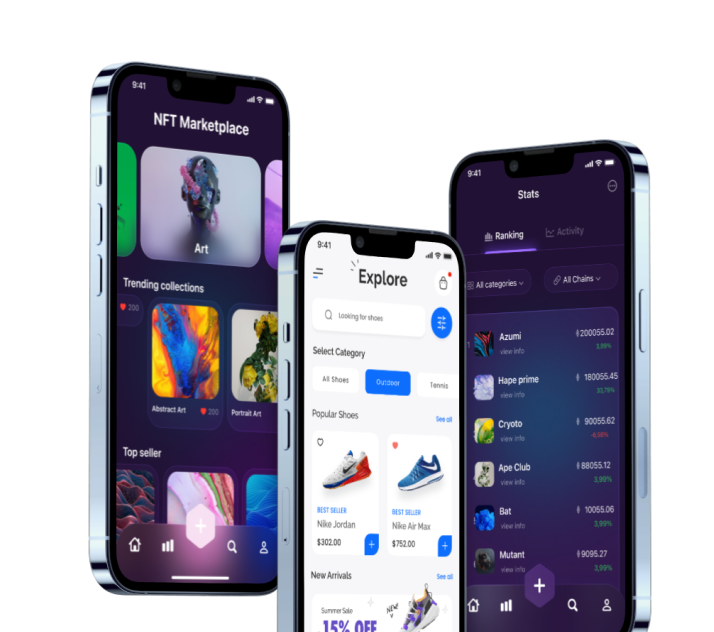 9:41
NFT Marketplace
Art
Trending collections
200
Abstract Art
200
Portrait Art
Top seller
9:41
Explore
Looking for shoes
Select Category
All Shoes
Outdoor
Tennis
Popular Shoes
See all
BEST SELLER
Nike Jordan
$302.00
BEST SELLER
Nike Air Max
$752.00
New Arrivals
See all
Summer Sale
15% OFF
NEW
9:41
Stats
Ranking
Activity
All categories
All Chains
1
Azumi
200055.02
view info
3,99%
Hape prime
180055.45
view info
Cryoto
90055.62
view info
Ape Club
88055.12
view info
3,99%
Bat
10055.06
view info
3,99%
Mutant
9095.27
view info
3,99%